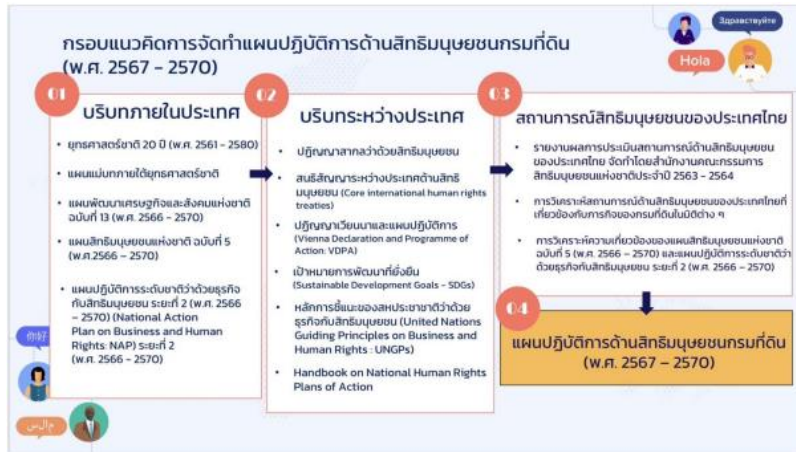 กรอบแนวคิดการจัดทำแผนปฏิบัติการด้านสิทธิมนุษยชนกรมที่ดิน
(พ.ศ. 2567 – 2570)
Здравствуйте
Hola
01
บริบทภายในประเทศ
• ยุทธศาสตร์ชาติ 20 ปี (พ.ศ. 2561 - 2580)
• แผนแม่บทภายใต้ยุทธศาสตร์ชาติ
• แผนพัฒนาเศรษฐกิจและสังคมแห่งชาติ
ฉบับที่ 13 (พ.ศ. 2566 - 2570)
• แผนสิทธิมนุษยชนแห่งชาติ ฉบับที่ 5
(พ.ศ.2566 – 2570)
• แผนปฏิบัติการระดับชาติว่าด้วยธุรกิจ
กับสิทธิมนุษยชน ระยะที่ 2 (พ.ศ. 2566
– 2570) (National Action
Plan on Business and Human
Rights: NAP) ระยะที่ 2
(พ.ศ. 2566 - 2570)
02
บริบทระหว่างประเทศ
• ปฏิญญาสากลว่าด้วยสิทธิมนุษยชน
• สนธิสัญญาระหว่างประเทศด้านสิทธิ
มนุษยชน (Core international human rights
treaties)
• ปฏิญญาเวียนนาและแผนปฏิบัติการ
(Vienna Declaration and Programme of
Action: VDPA)
• เป้าหมายการพัฒนาที่ยั่งยืน
(Sustainable Development Goals - SDGs)
• หลักการชี้แนะของสหประชาชาติว่าด้วย
ธุรกิจกับสิทธิมนุษยชน (United Nations
Guiding Principles on Business and
Human Rights : UNGPs)
• Handbook on National Human Rights
Plans of Action
03
สถานการณ์สิทธิมนุษยชนของประเทศไทย
• รายงานผลการประเมินสถานการณ์ด้านสิทธิมนุษยชน
ของประเทศไทย จัดทำโดยสำนักงานคณะกรรมการ
สิทธิมนุษยชนแห่งชาติประจำปี 2563 - 2564
• การวิเคราะห์สถานการณ์ด้านสิทธิมนุษยชนของประเทศไทยที่
เกี่ยวข้องกับภารกิจของกรมที่ดินในมิติต่าง ๆ
• การวิเคราะห์ความเกี่ยวข้องของแผนสิทธิมนุษยชนแห่งชาติ
ฉบับที่ 5 (พ.ศ. 2566 – 2570) และแผนปฏิบัติการระดับชาติว่า
ด้วยธุรกิจกับสิทธิมนุษยชน ระยะที่ 2 (พ.ศ. 2566 – 2570)
04
แผนปฏิบัติการด้านสิทธิมนุษยชนกรมที่ดิน
(พ.ศ. 2567 – 2570)
你好